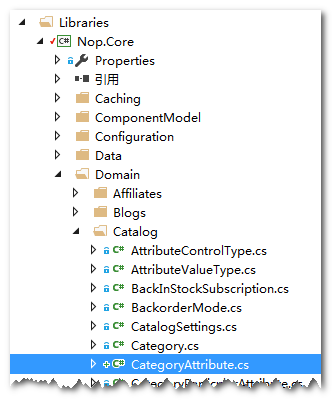 Libraries
Nop.Core
Properties
引用
Caching
ComponentModel
Configuration
Data
Domain
Affiliates
Blogs
Catalog
AttributeControlType.cs
AttributeValueType.cs
BackInStockSubscription.cs
BackorderMode.cs
CatalogSettings.cs
Category.cs
CategoryAttribute.cs